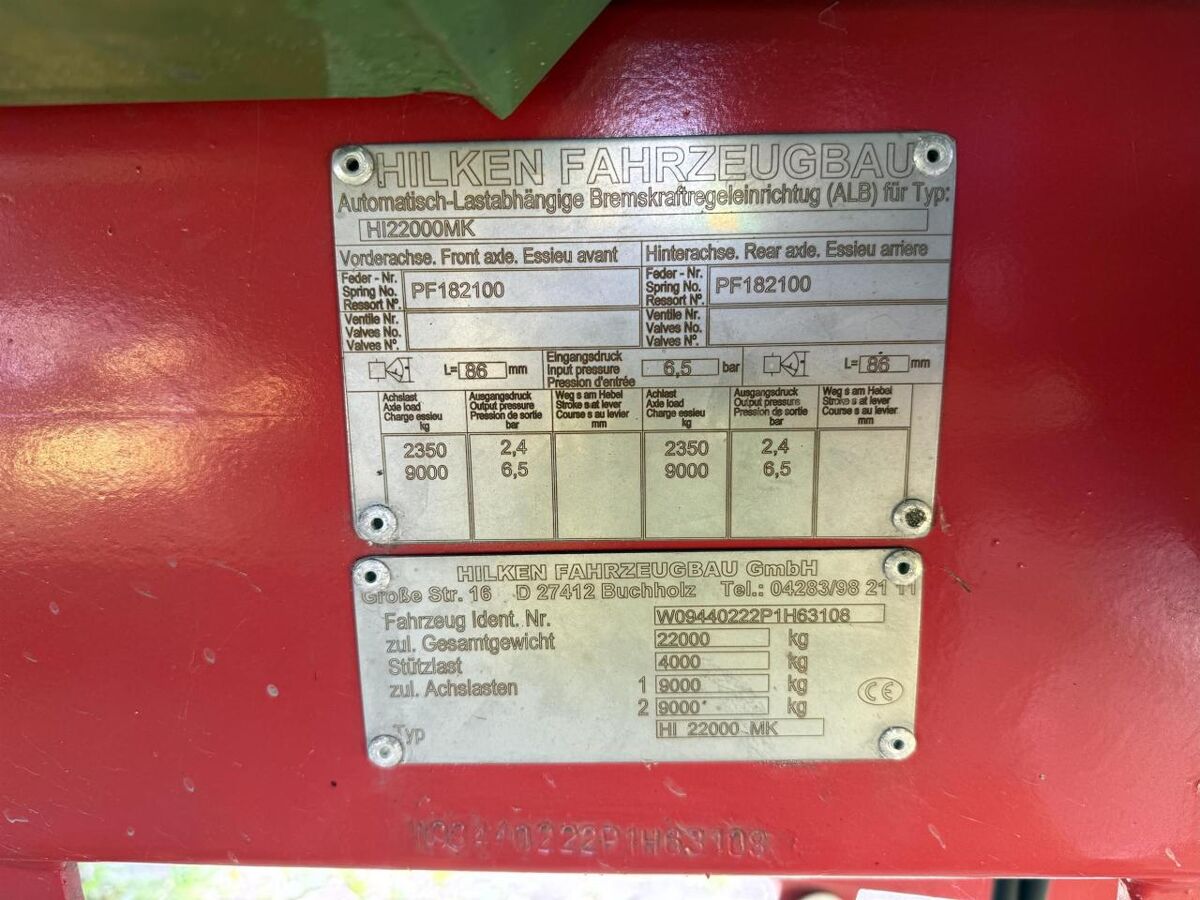 HILKEN FAHRZEUGBAU
Automatisch-Lastabhängige Bremskraftregeleinrichtug (ALB) für Typ:
HI22000MK
Vorderachse. Front axle. Essieu avant
Hinterachse. Rear axle. Essieu arriere
Feder - Nr.
Spring No.
Ressort N°.
PF182100
Feder - Nr.
Spring No.
Ressort N°.
PF182100
Ventile Nr.
Valves No.
Valves N°.
Ventile Nr.
Valves No.
Valves N°.
L= 86 mm
Eingangsdruck
Input pressure
Pression d'entrée
6,5 bar
L= 86 mm
Achslast
Axle load
Charge essieu
kg
Ausgangsdruck
Output pressure
Pression de sortie
bar
Weg s am Hebel
Stroke s at lever
Course s au levier
mm
Achlast
Axle load
Charge essieu
kg
Ausgangsdruck
Output pressure
Pression de sortie
bar
Weg s am Hebel
Stroke s at lever
Course s au levier
mm
2350 2,4 2350 2,4
9000 6,5 9000 6,5
HILKEN FAHRZEUGBAU GmbH
Große Str. 16 D 27412 Buchholz Tel.: 04283/98 21 11
Fahrzeug Ident. Nr. W09440222P1H63108
zul. Gesamtgewicht 22000 kg
Stützlast 4000 kg
zul. Achslasten 1 9000 kg
2 9000 kg
CE
Typ HI 22000 MK
W09440222P1H63108